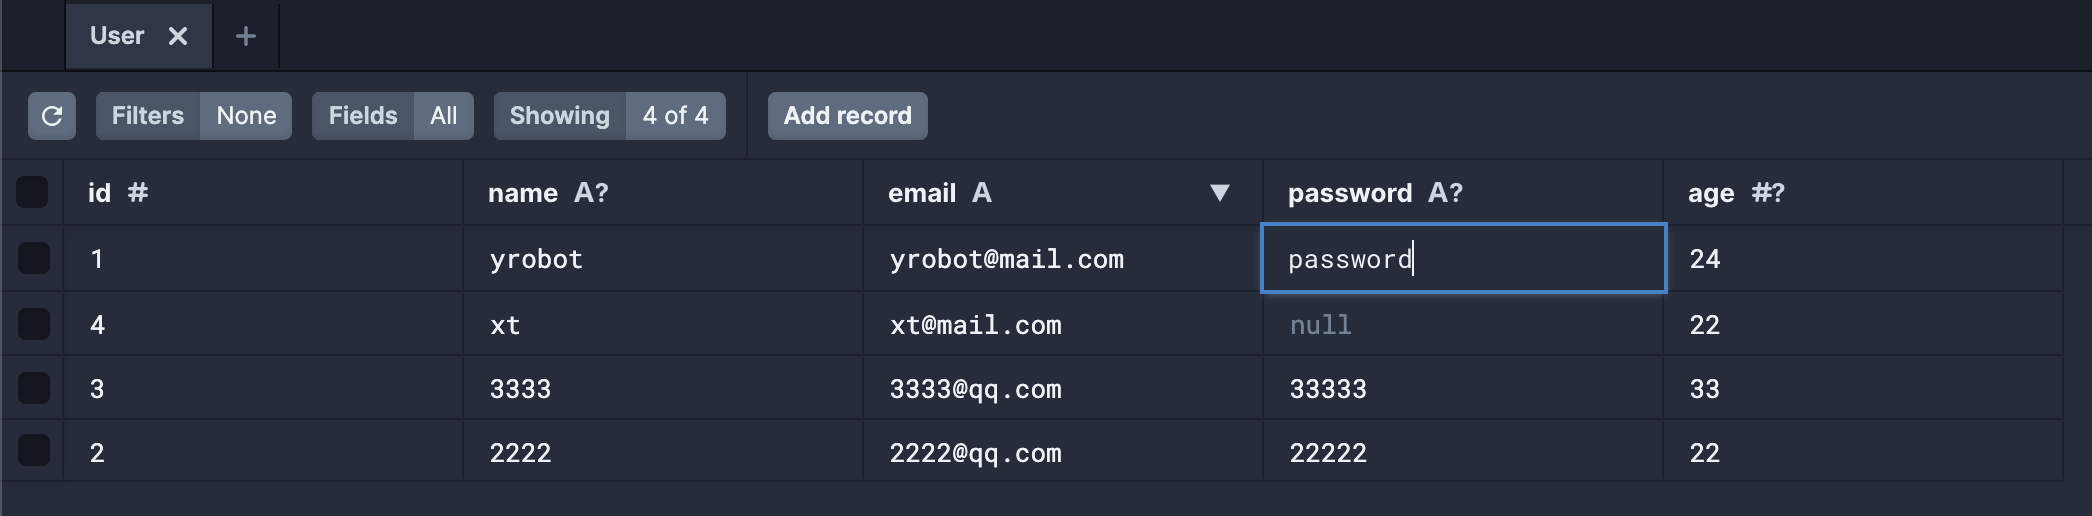 User
Filters None Fields All Showing 4 of 4 Add record
id # name A? email A password A? age #?
1 yrobot yrobot@mail.com password 24
4 xt xt@mail.com null 22
3 3333 3333@qq.com 33333 33
2 2222 2222@qq.com 22222 22